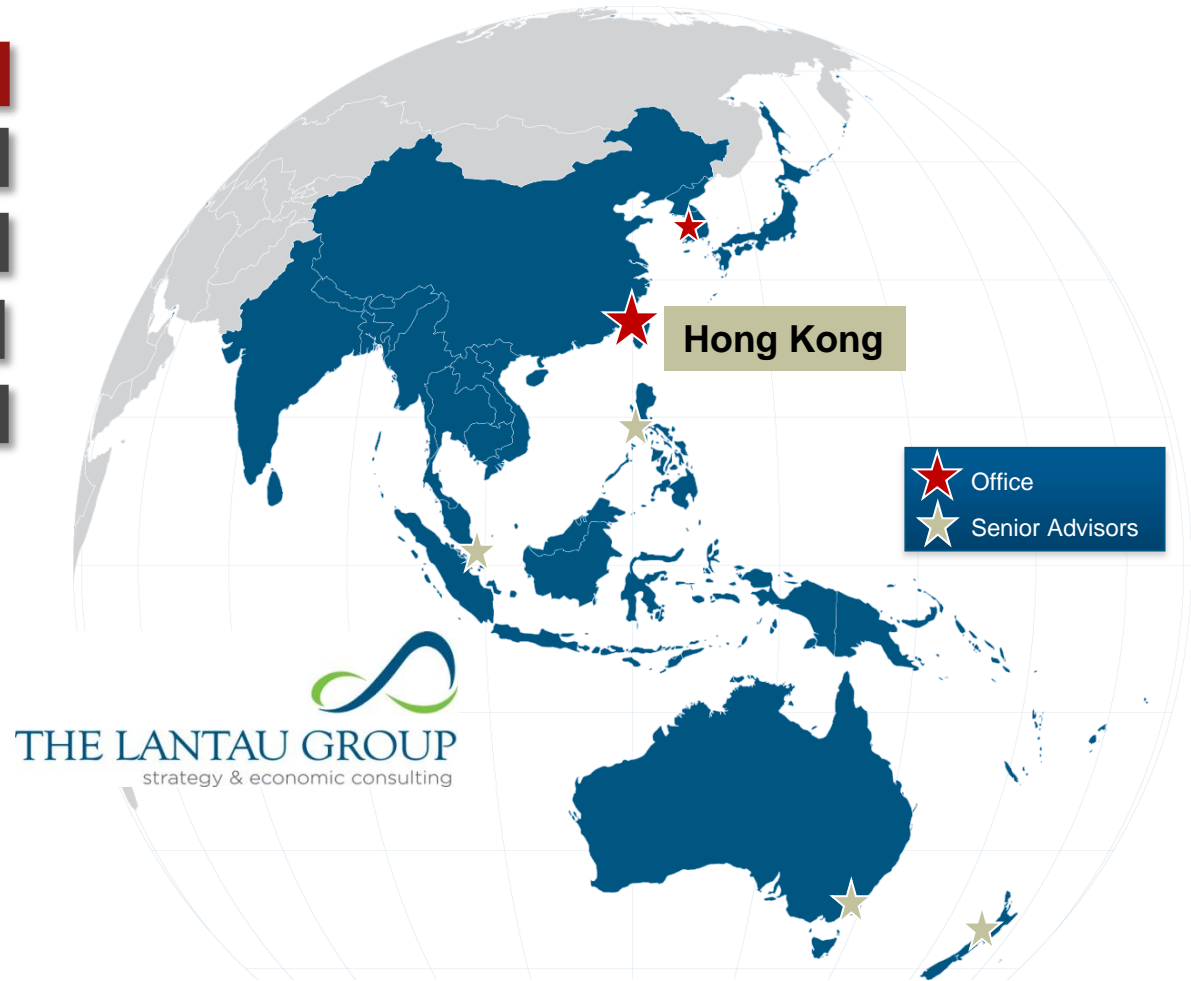 Hong Kong
Office
Senior Advisors
THE LANTAU GROUP
strategy & economic consulting